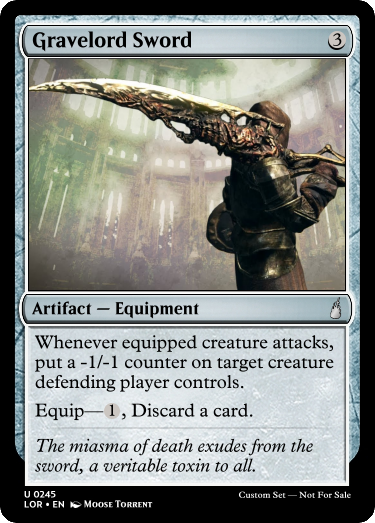 Gravelord Sword 3
Artifact — Equipment
Whenever equipped creature attacks,
put a -1/-1 counter on target creature
defending player controls.
Equip—1, Discard a card.
The miasma of death exudes from the
sword, a veritable toxin to all.
U 0245
LOR • EN Moose Torrent
Custom Set — Not For Sale